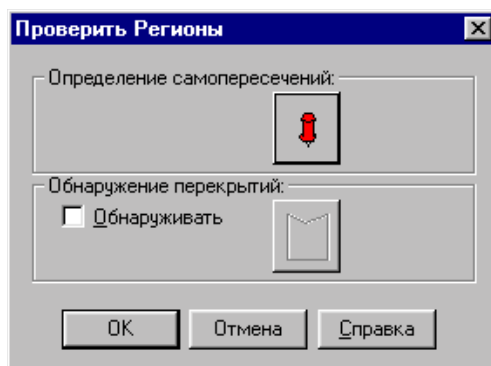 Проверить Регионы
Определение самопересечений:
Обнаружение перекрытий:
Обнаруживать
OK Отмена Справка